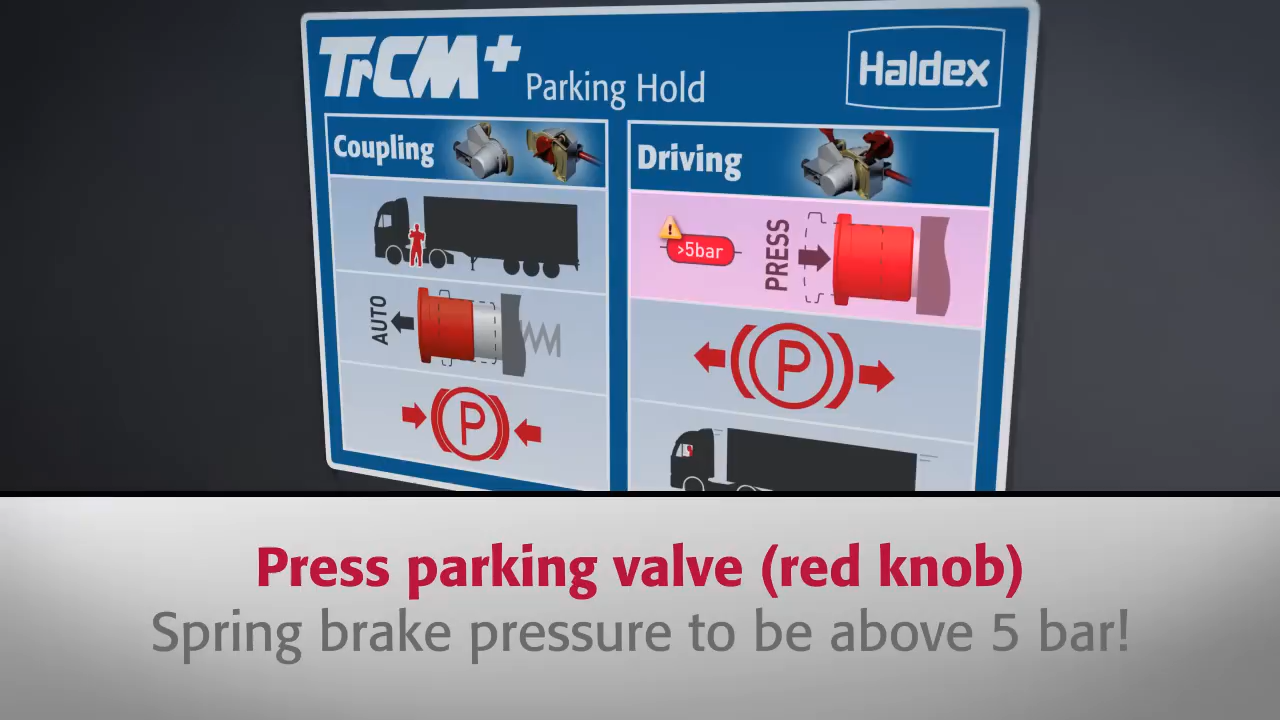 TrCM+ Parking Hold
Haldex
Coupling
Driving
>5bar
PRESS
AUTO
P
P
Press parking valve (red knob)
Spring brake pressure to be above 5 bar!